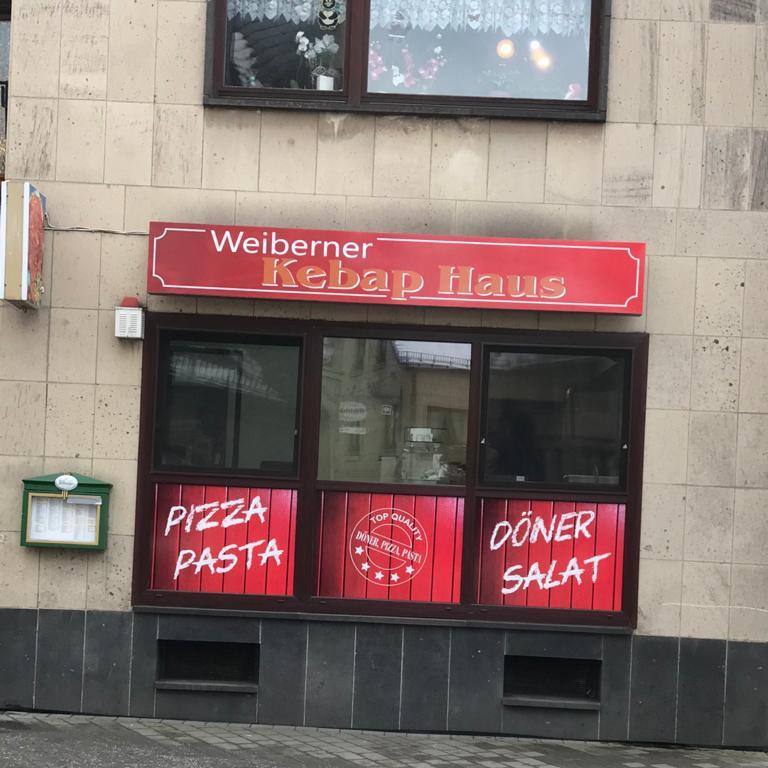 Weiberner
Kebap Haus
PIZZA
PASTA
TOP QUALITY
DÖNER, PIZZA, PASTA
DÖNER
SALAT